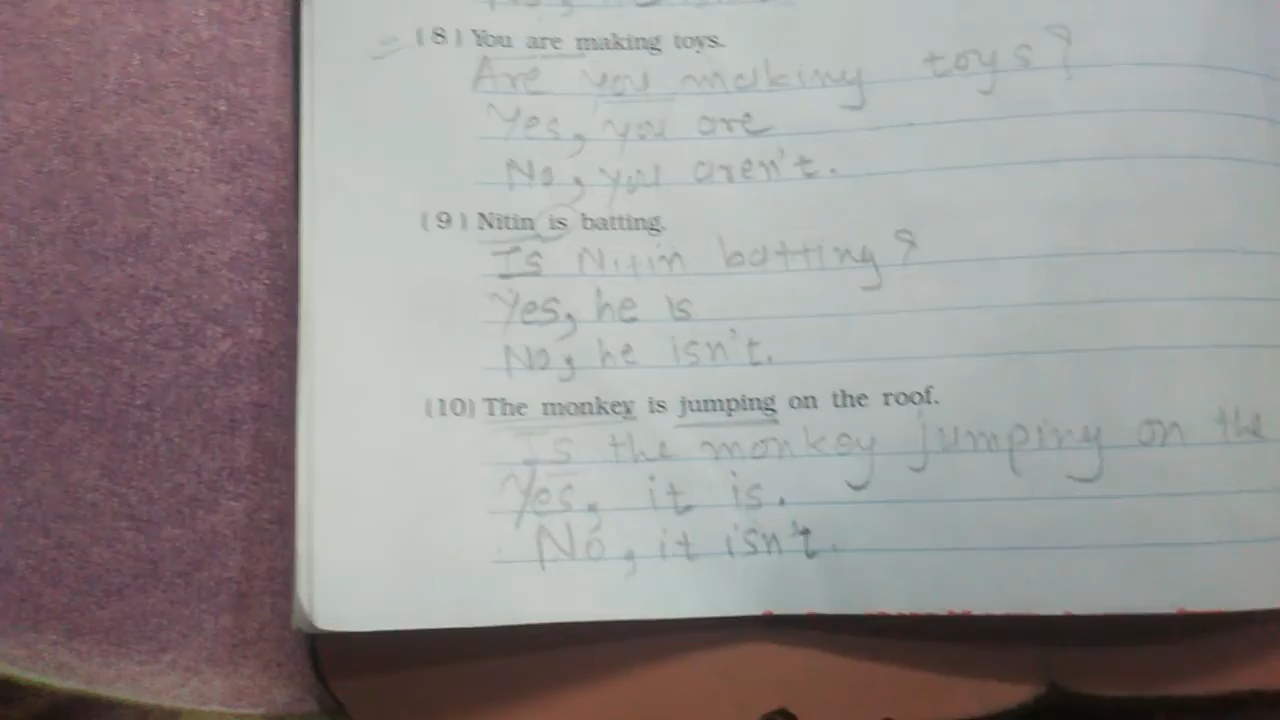 (8) You are making toys.
Are you making toys?
Yes, you are
No, you aren't.
(9) Nitin is batting.
Is Nitin batting?
Yes, he is
No, he isn't.
(10) The monkey is jumping on the roof.
Is the monkey jumping on the
Yes, it is.
No, it isn't.